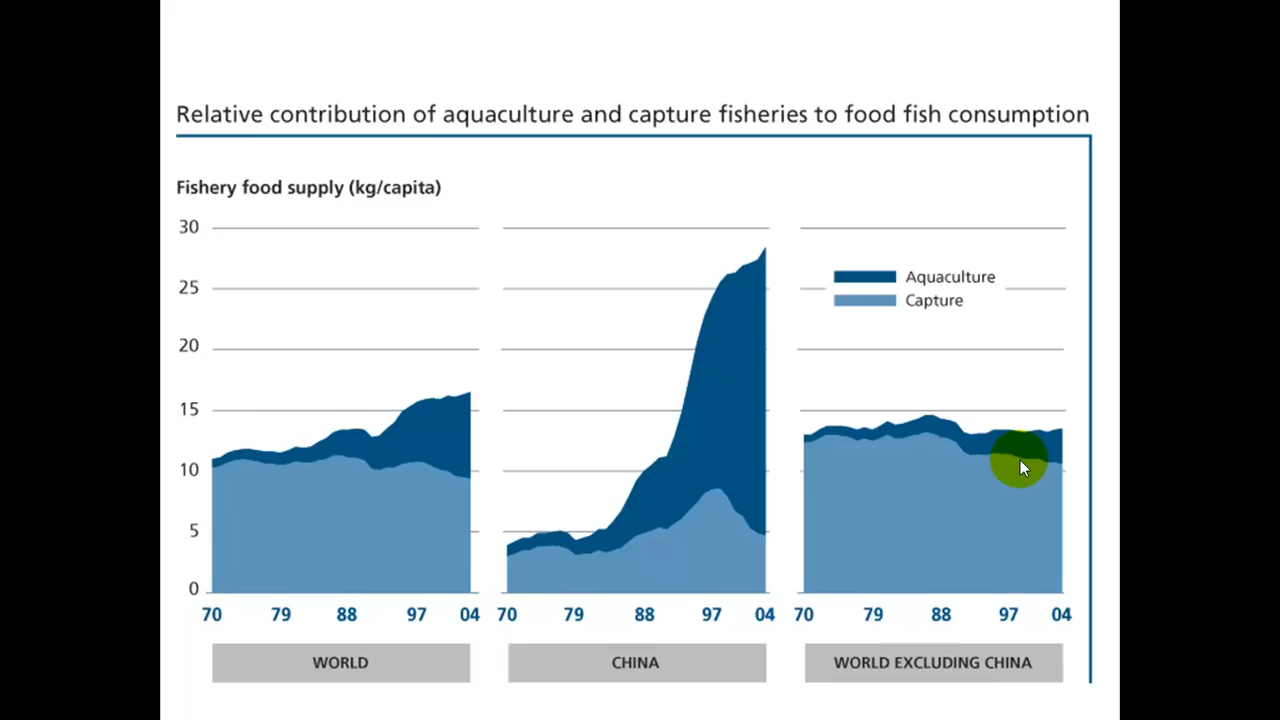 Relative contribution of aquaculture and capture fisheries to food fish consumption
Fishery food supply (kg/capita)
30
25
20
15
10
5
0
Aquaculture
Capture
70 79 88 97 04
70 79 88 97 04
70 79 88 97 04
WORLD
CHINA
WORLD EXCLUDING CHINA